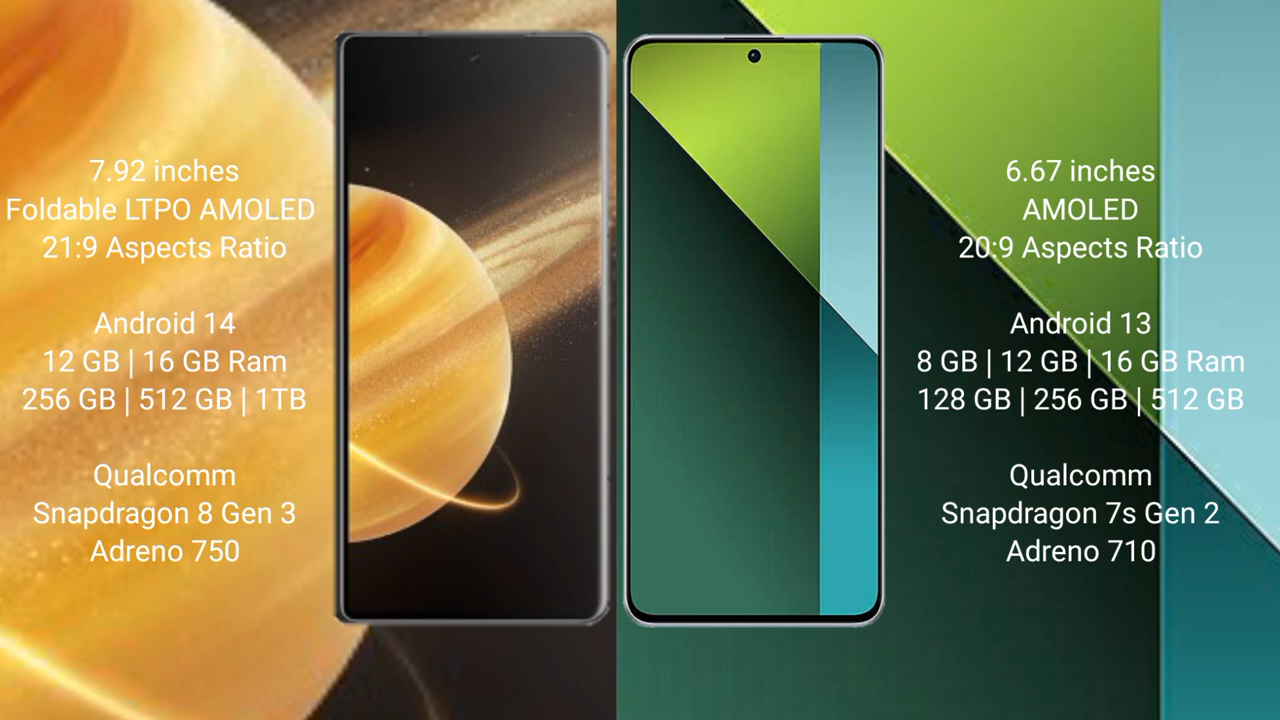 7.92 inches
Foldable LTPO AMOLED
21:9 Aspects Ratio
Android 14
12 GB | 16 GB Ram
256 GB | 512 GB | 1TB
Qualcomm
Snapdragon 8 Gen 3
Adreno 750
6.67 inches
AMOLED
20:9 Aspects Ratio
Android 13
8 GB | 12 GB | 16 GB Ram
128 GB | 256 GB | 512 GB
Qualcomm
Snapdragon 7s Gen 2
Adreno 710